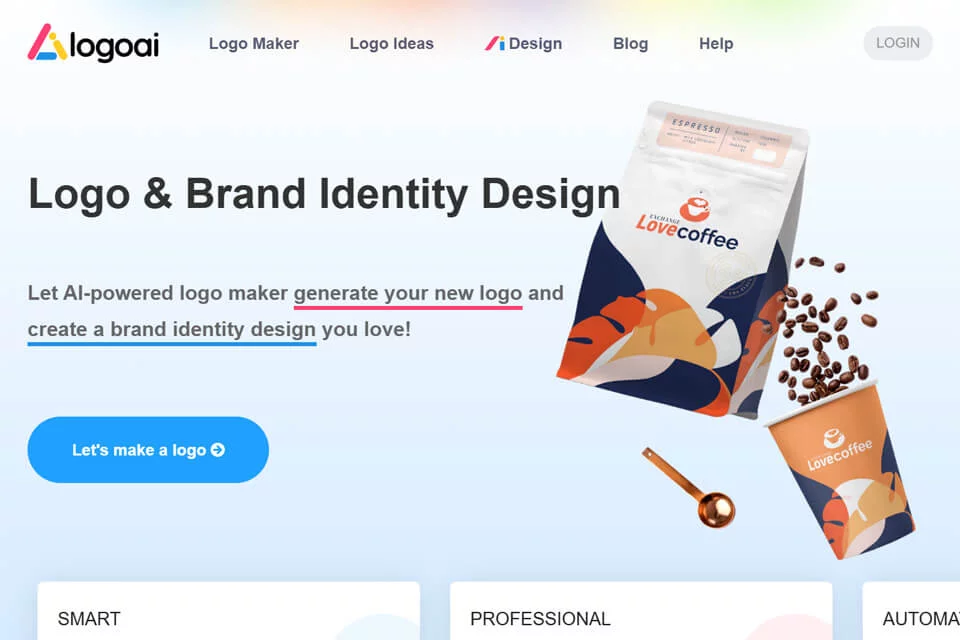 logoai
Logo Maker
Logo Ideas
Design
Blog
Help
LOGIN
Logo & Brand Identity Design
Let AI-powered logo maker generate your new logo and
create a brand identity design you love!
Let's make a logo
ESPRESSO
EXCHANGE
Lovecoffee
Lovecoffee
SMART
PROFESSIONAL
AUTOMA